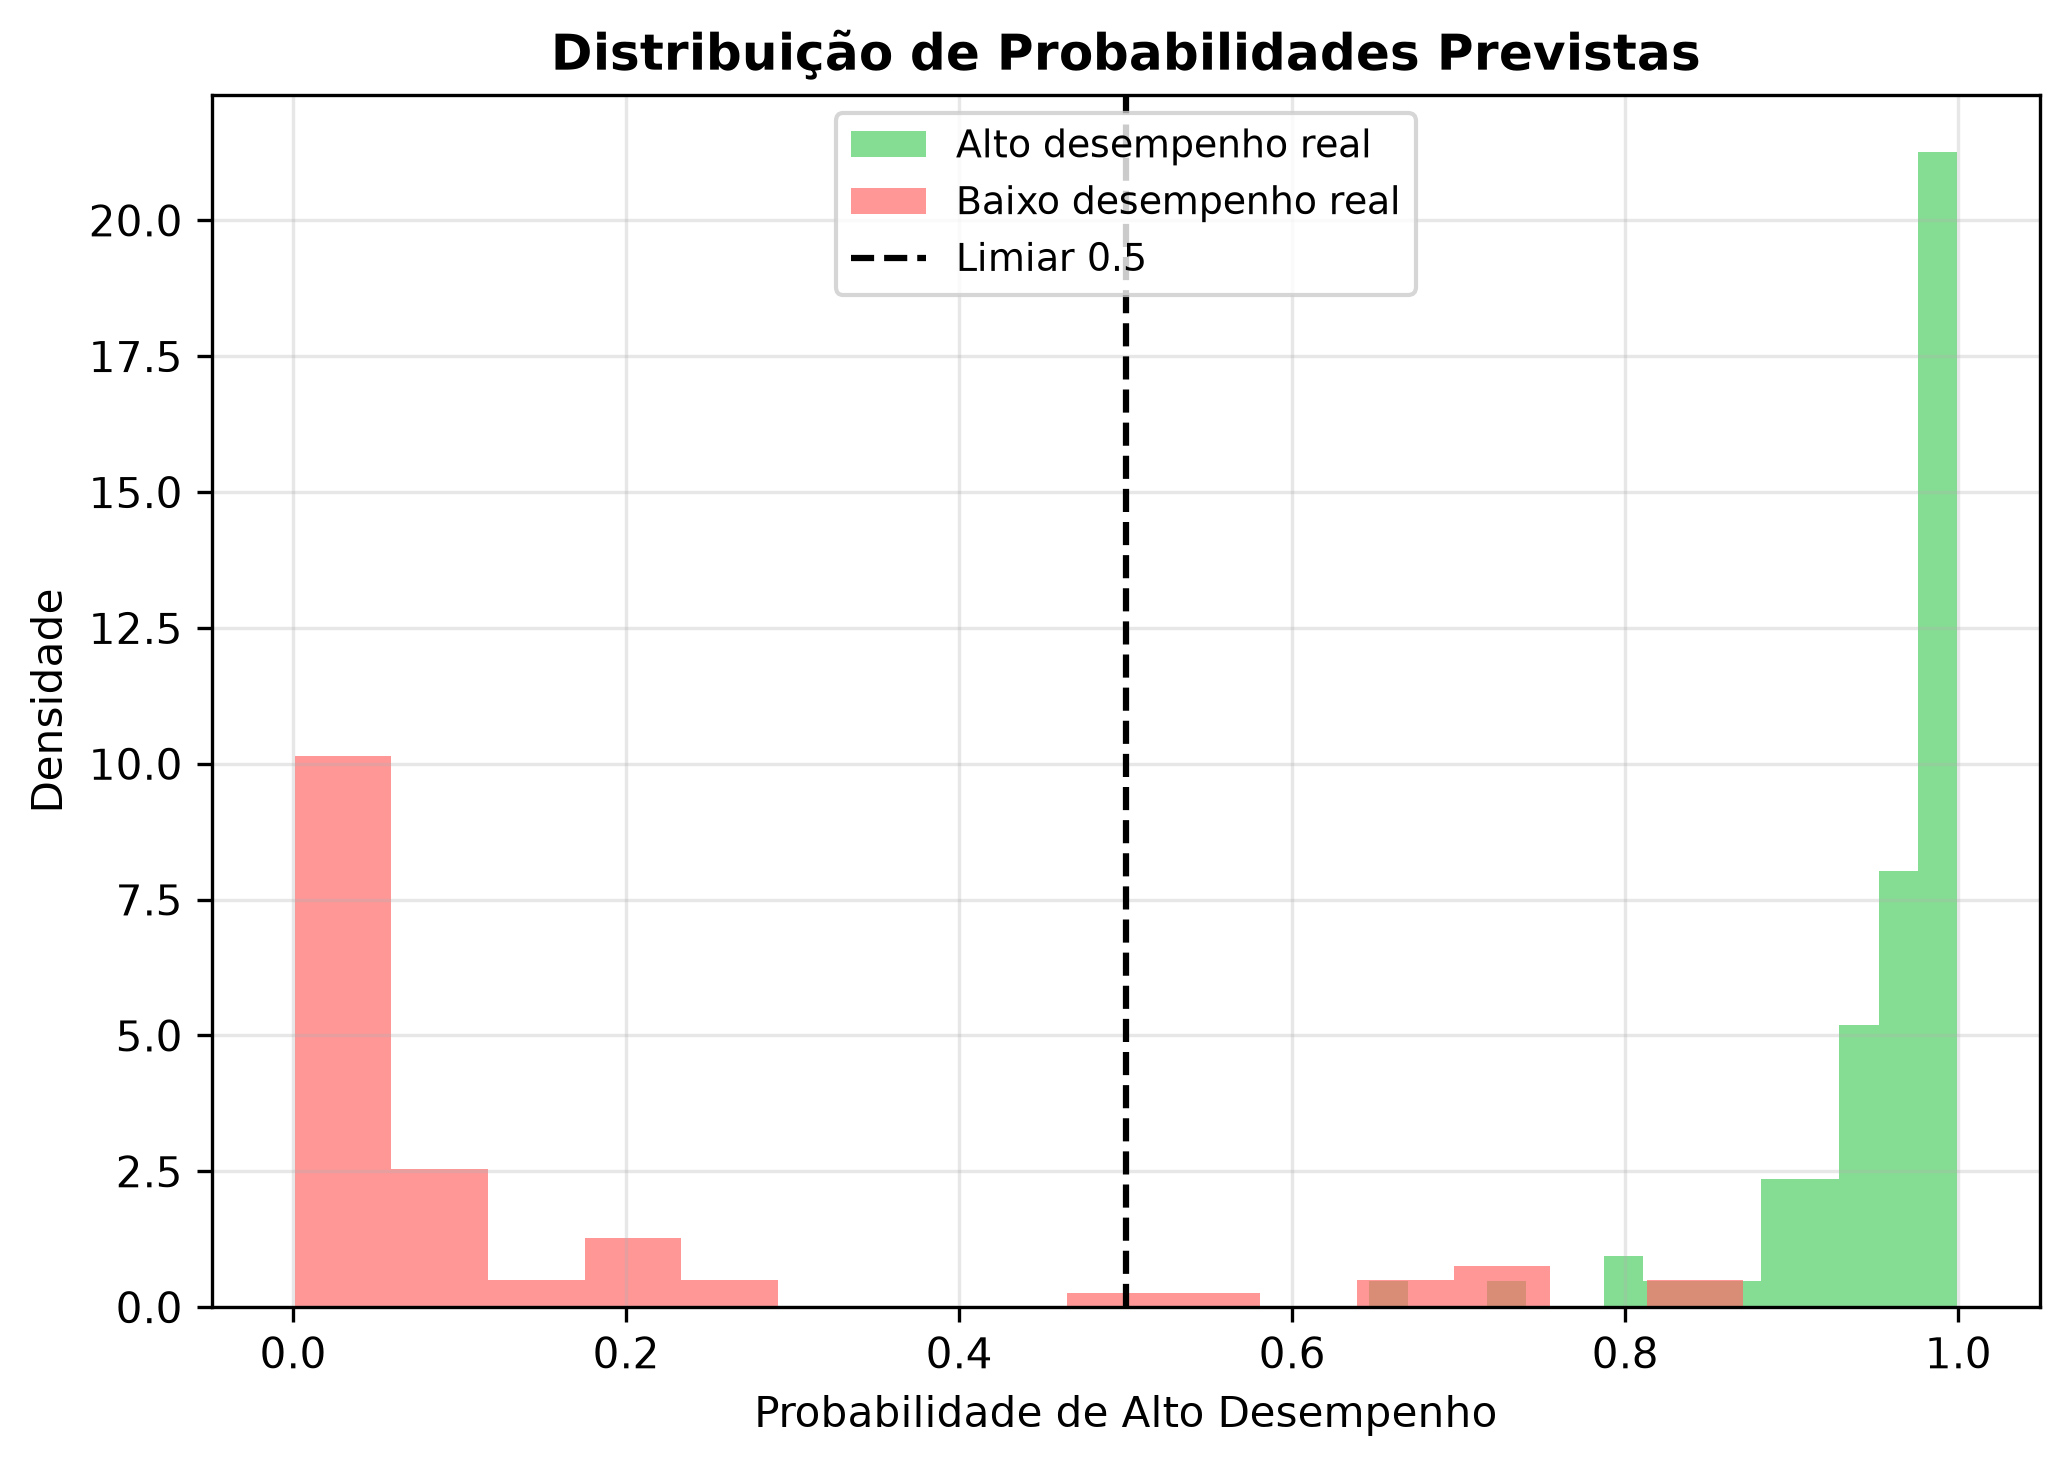 Distribuição de Probabilidades Previstas
Alto desempenho real
Baixo desempenho real
Limiar 0.5
Densidade
20.0
17.5
15.0
12.5
10.0
7.5
5.0
2.5
0.0
0.0 0.2 0.4 0.6 0.8 1.0
Probabilidade de Alto Desempenho